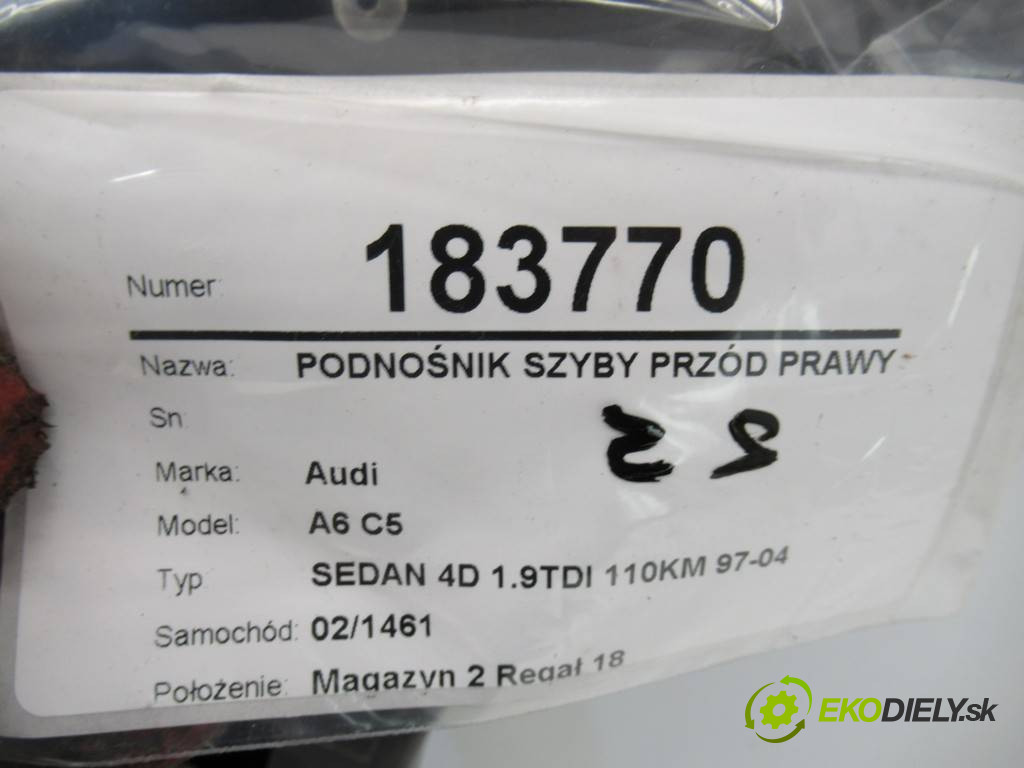 Numer: 183770
Nazwa: PODNOŚNIK SZYBY PRZÓD PRAWY
Sn
Marka: Audi
Model: A6 C5
Typ SEDAN 4D 1.9TDI 110KM 97-04
Samochód: 02/1461
Położenie: Magazyn 2 Regał 18
EKODIELY.sk